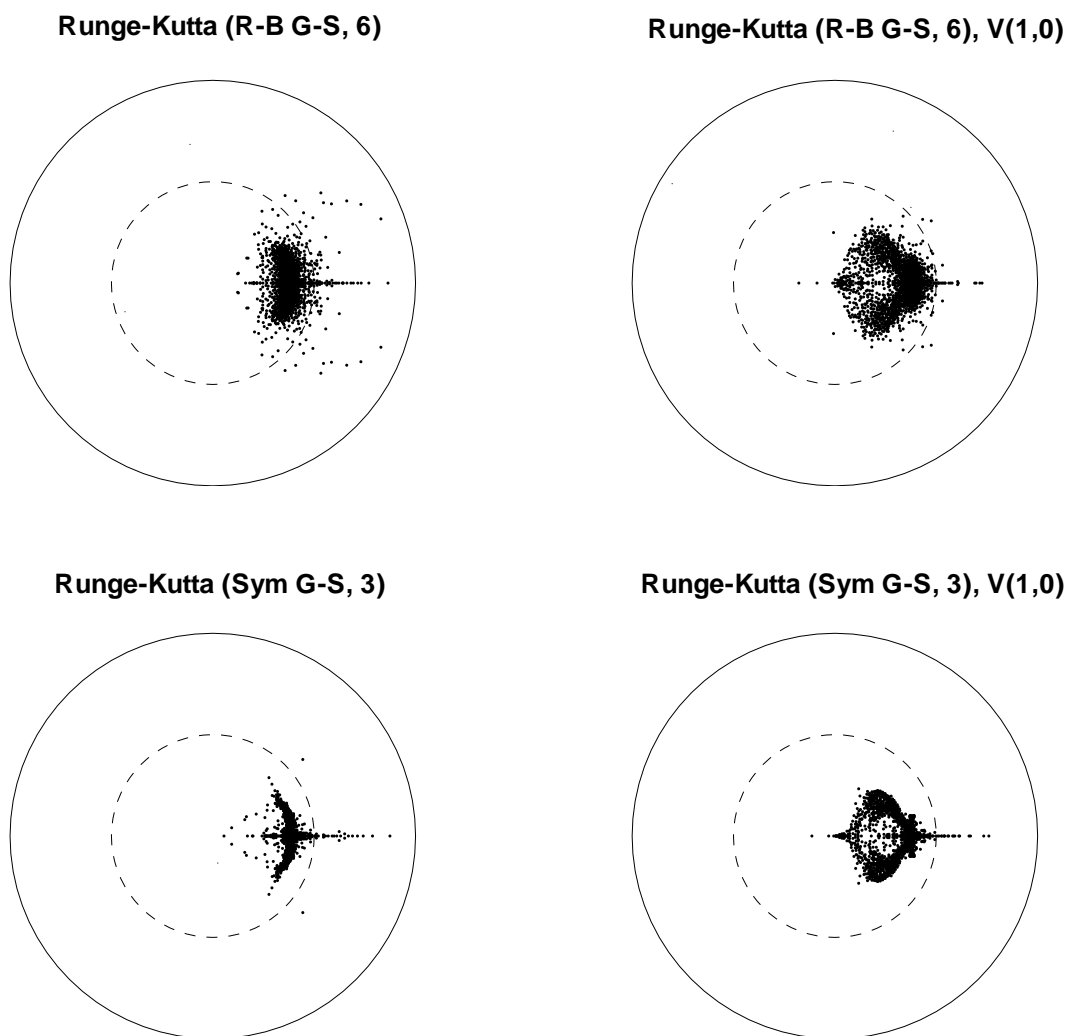 Runge-Kutta (R-B G-S, 6)
Runge-Kutta (R-B G-S, 6), V(1,0)
Runge-Kutta (Sym G-S, 3)
Runge-Kutta (Sym G-S, 3), V(1,0)